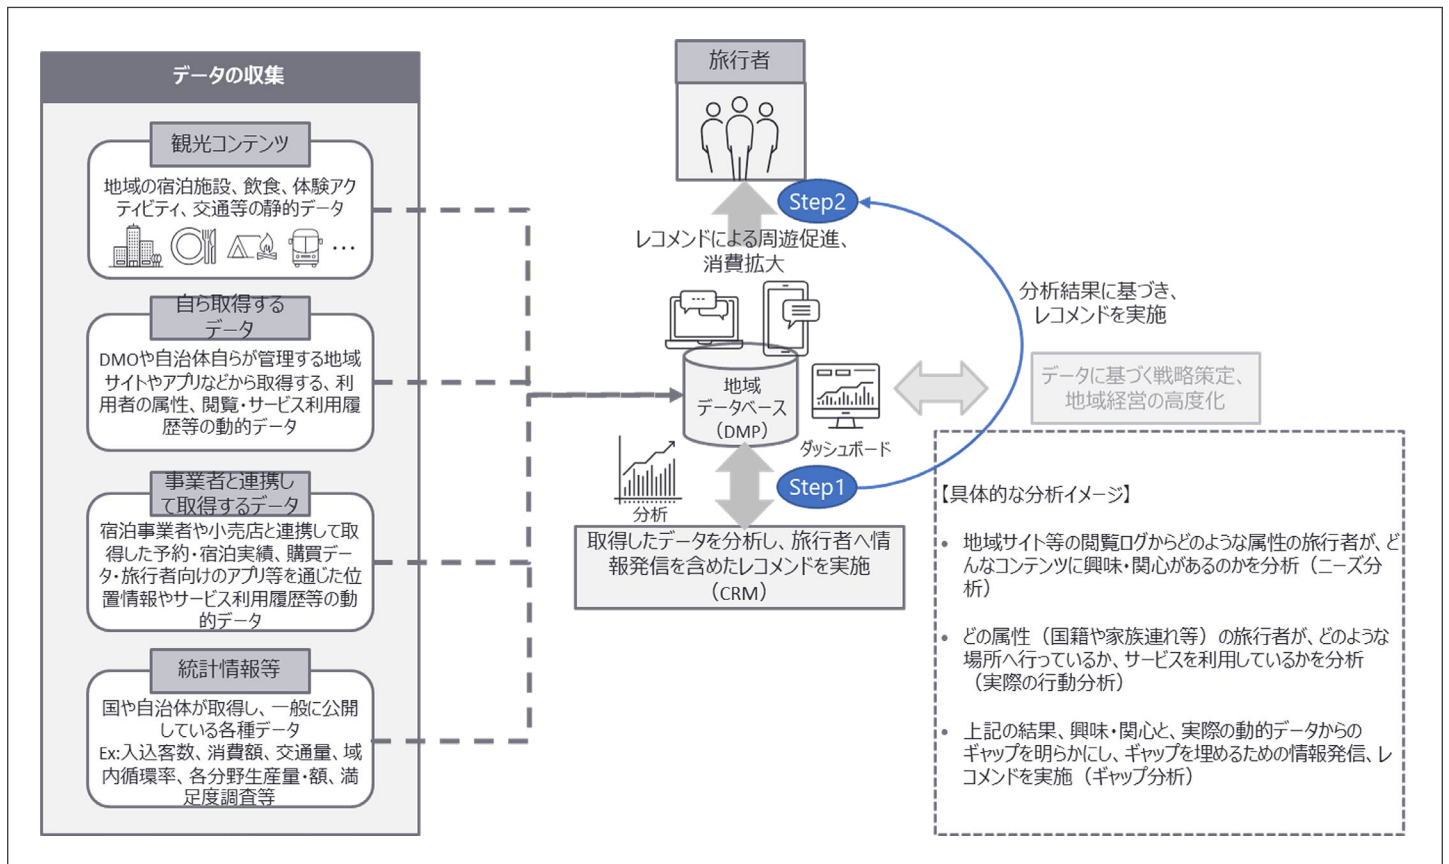 データの収集
観光コンテンツ
地域の宿泊施設、飲食、体験アク
ティビティ、交通等の静的データ
…
自ら取得する
データ
DMOや自治体自らが管理する地域
サイトやアプリなどから取得する、利
用者の属性、閲覧・サービス利用履
歴等の動的データ
事業者と連携し
て取得するデータ
宿泊事業者や小売店と連携して取
得した予約・宿泊実績、購買デー
タ・旅行者向けのアプリ等を通じた位
置情報やサービス利用履歴等の動
的データ
統計情報等
国や自治体が取得し、一般に公開
している各種データ
Ex:入込客数、消費額、交通量、域
内循環率、各分野生産量・額、満
足度調査等
旅行者
Step2
レコメンドによる周遊促進、
消費拡大
分析結果に基づき、
レコメンドを実施
地域
データベース
（DMP）
ダッシュボード
データに基づく戦略策定、
地域経営の高度化
Step1
分析
取得したデータを分析し、旅行者へ情
報発信を含めたレコメンドを実施
（CRM）
【具体的な分析イメージ】
• 地域サイト等の閲覧ログからどのような属性の旅行者が、ど
んなコンテンツに興味・関心があるのかを分析（ニーズ分
析）
• どの属性（国籍や家族連れ等）の旅行者が、どのような
場所へ行っているか、サービスを利用しているかを分析
（実際の行動分析）
• 上記の結果、興味・関心と、実際の動的データからの
ギャップを明らかにし、ギャップを埋めるための情報発信、レ
コメンドを実施（ギャップ分析）